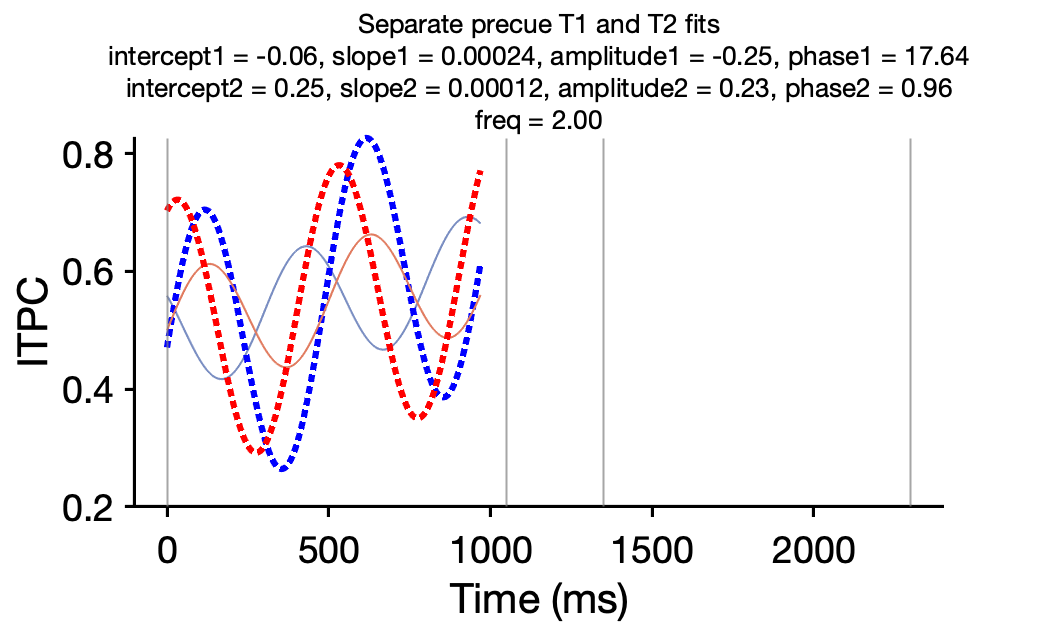 Separate precue T1 and T2 fits
intercept1 = -0.06, slope1 = 0.00024, amplitude1 = -0.25, phase1 = 17.64
intercept2 = 0.25, slope2 = 0.00012, amplitude2 = 0.23, phase2 = 0.96
freq = 2.00
0.8
0.6
0.4
0.2
ITPC
0 500 1000 1500 2000
Time (ms)